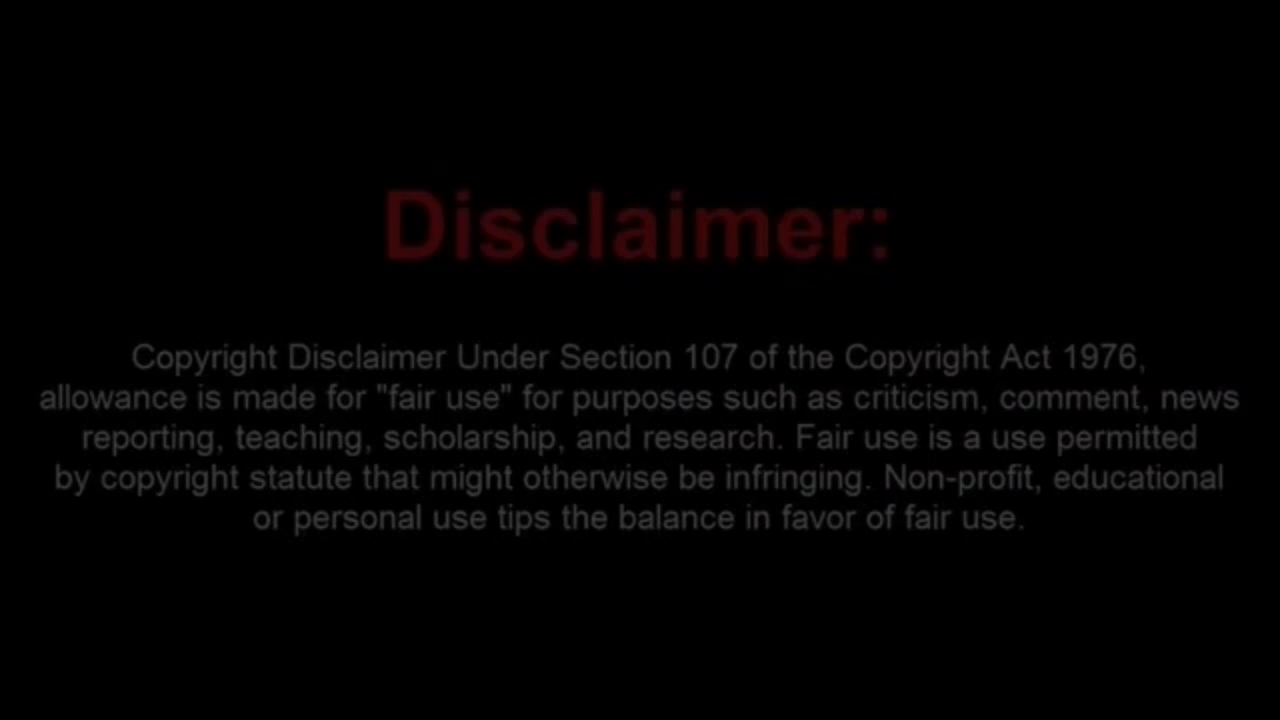 Disclaimer:
Copyright Disclaimer Under Section 107 of the Copyright Act 1976,
allowance is made for "fair use" for purposes such as criticism, comment, news
reporting, teaching, scholarship, and research. Fair use is a use permitted
by copyright statute that might otherwise be infringing. Non-profit, educational
or personal use tips the balance in favor of fair use.